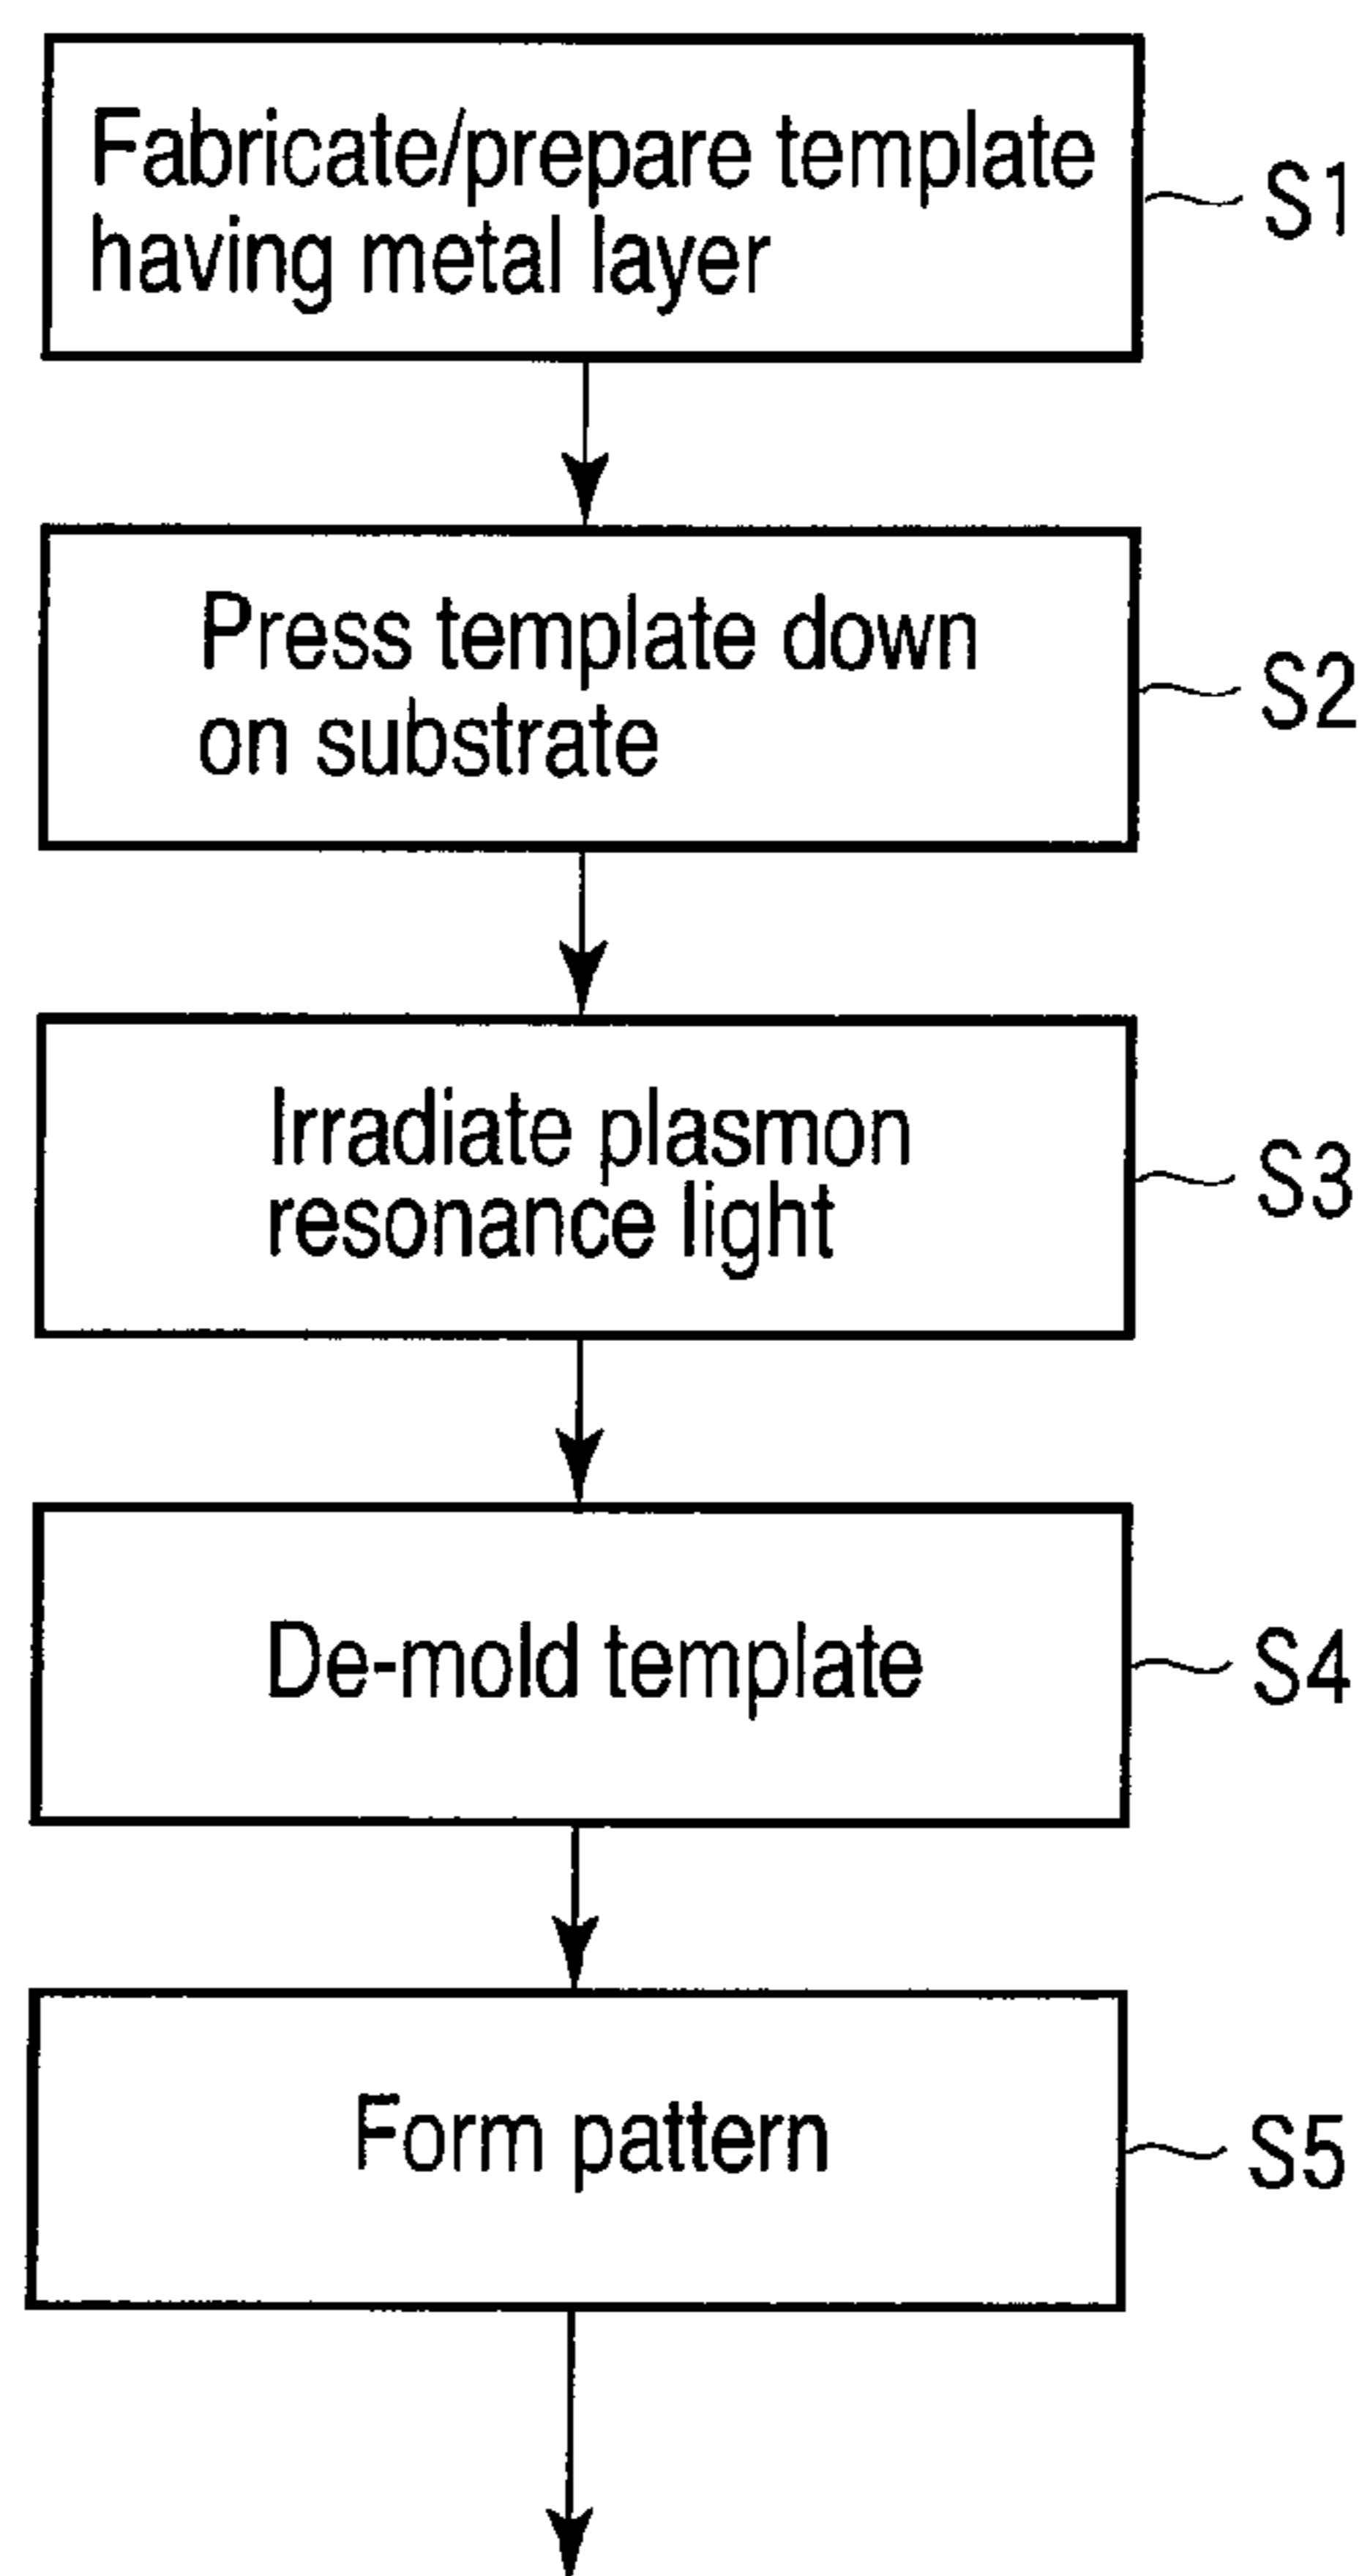 Fabricate/prepare template
having metal layer
S1
Press template down
on substrate
S2
Irradiate plasmon
resonance light
S3
De-mold template
S4
Form pattern
S5